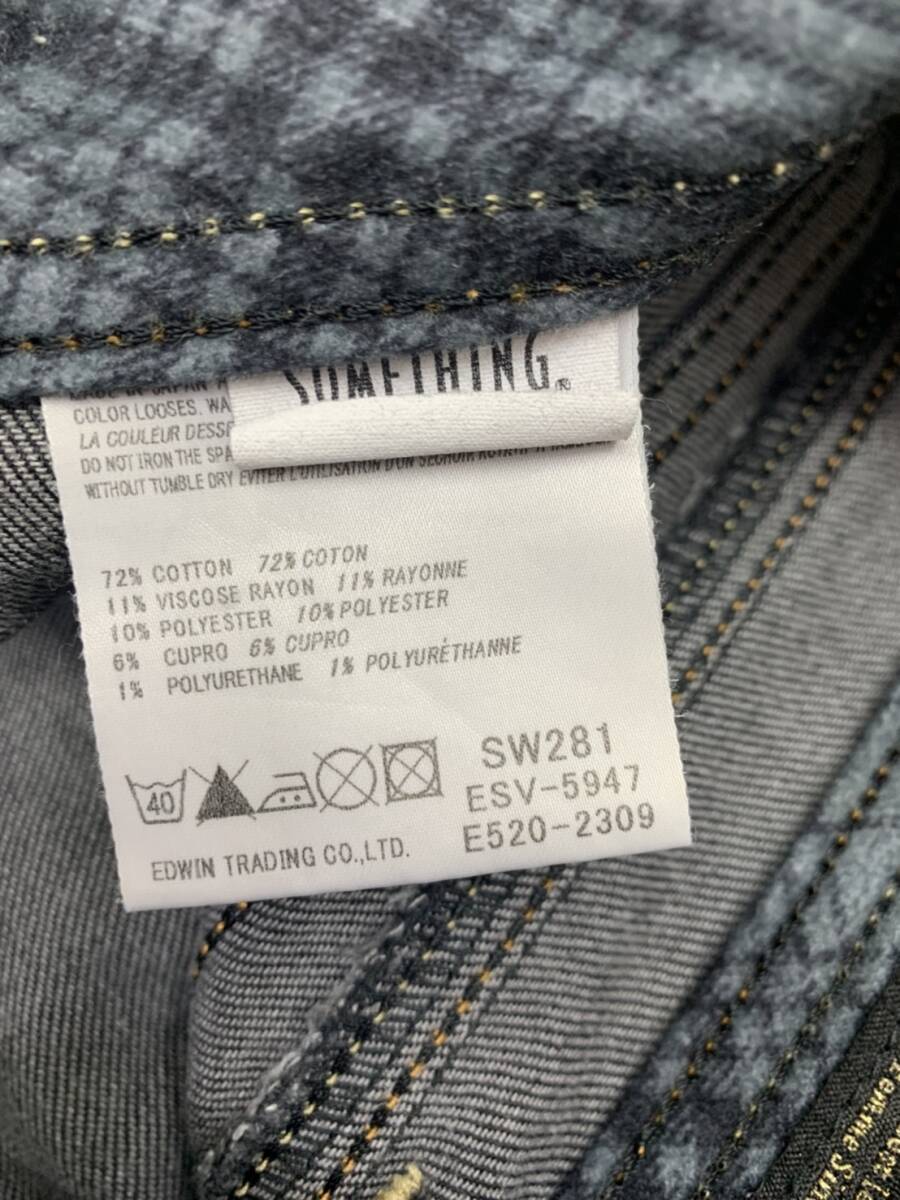 SOMETHING®
MADE IN JAPAN
COLOR LOOSES. WA
LA COULEUR DESSE
DO NOT IRON THE SPA
WITHOUT TUMBLE DRY EVITER L'UTILISATION D'UN SECHOIR ROTATIF
72% COTTON 72% COTON
11% VISCOSE RAYON 11% RAYONNE
10% POLYESTER 10% POLYESTER
6% CUPRO 6% CUPRO
1% POLYURETHANE 1% POLYURÉTHANNE
40
SW281
ESV-5947
E520-2309
EDWIN TRADING CO.,LTD.